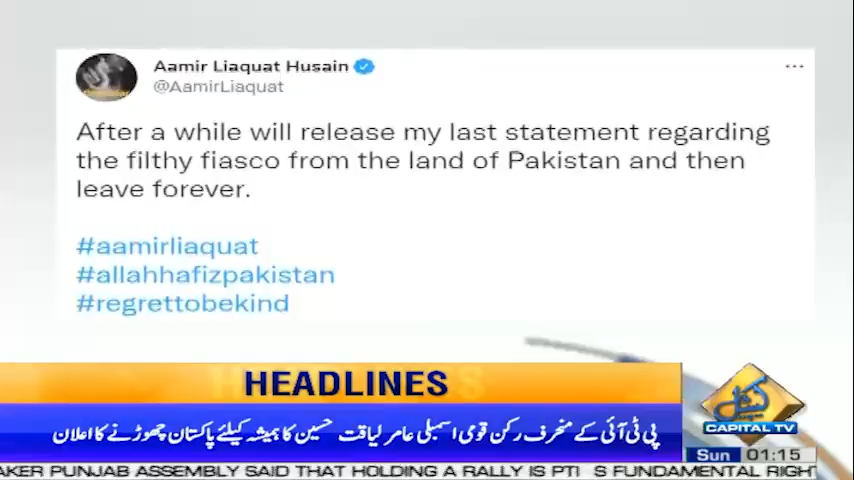 Aamir Liaquat Husain
@AamirLiaquat
After a while will release my last statement regarding
the filthy fiasco from the land of Pakistan and then
leave forever.
#aamirliaquat
#allahhafizpakistan
#regrettobekind
HEADLINES
پی ٹی آئی کے منحرف رکن قومی اسمبلی عامر لیاقت حسین کا ہمیشہ کیلئے پاکستان چھوڑنے کا اعلان
کیپیٹل
CAPITAL TV
Sun 01:15
AKER PUNJAB ASSEMBLY SAID THAT HOLDING A RALLY IS PTI S FUNDAMENTAL RIGH